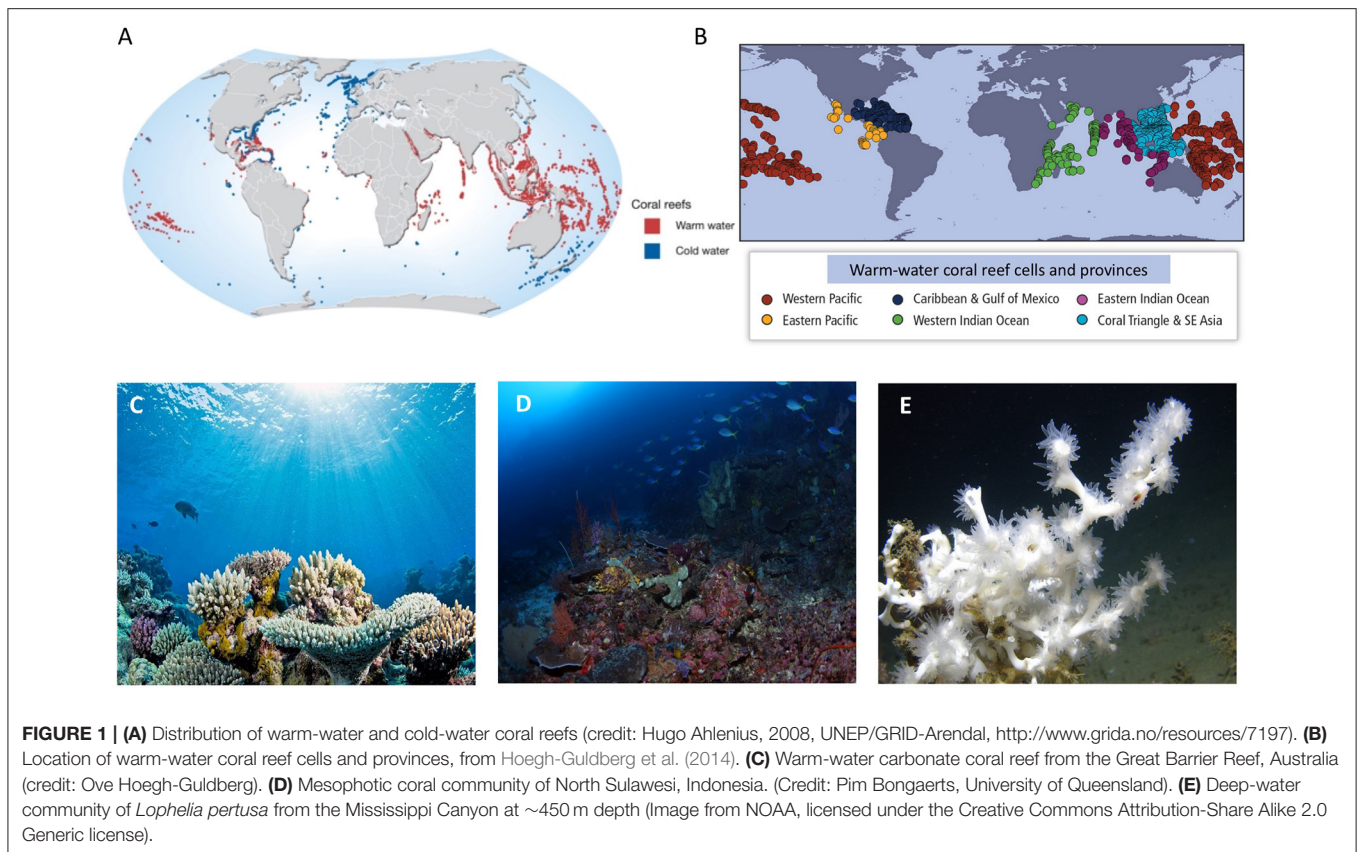 A
B
Coral reefs
Warm water
Cold water
Warm-water coral reef cells and provinces
Western Pacific
Caribbean & Gulf of Mexico
Eastern Indian Ocean
Eastern Pacific
Western Indian Ocean
Coral Triangle & SE Asia
C
D
E
FIGURE 1 | (A) Distribution of warm-water and cold-water coral reefs (credit: Hugo Ahlenius, 2008, UNEP/GRID-Arendal, http://www.grida.no/resources/7197). (B)
Location of warm-water coral reef cells and provinces, from Hoegh-Guldberg et al. (2014). (C) Warm-water carbonate coral reef from the Great Barrier Reef, Australia
(credit: Ove Hoegh-Guldberg). (D) Mesophotic coral community of North Sulawesi, Indonesia. (Credit: Pim Bongaerts, University of Queensland). (E) Deep-water
community of Lophelia pertusa from the Mississippi Canyon at ~450 m depth (Image from NOAA, licensed under the Creative Commons Attribution-Share Alike 2.0
Generic license).